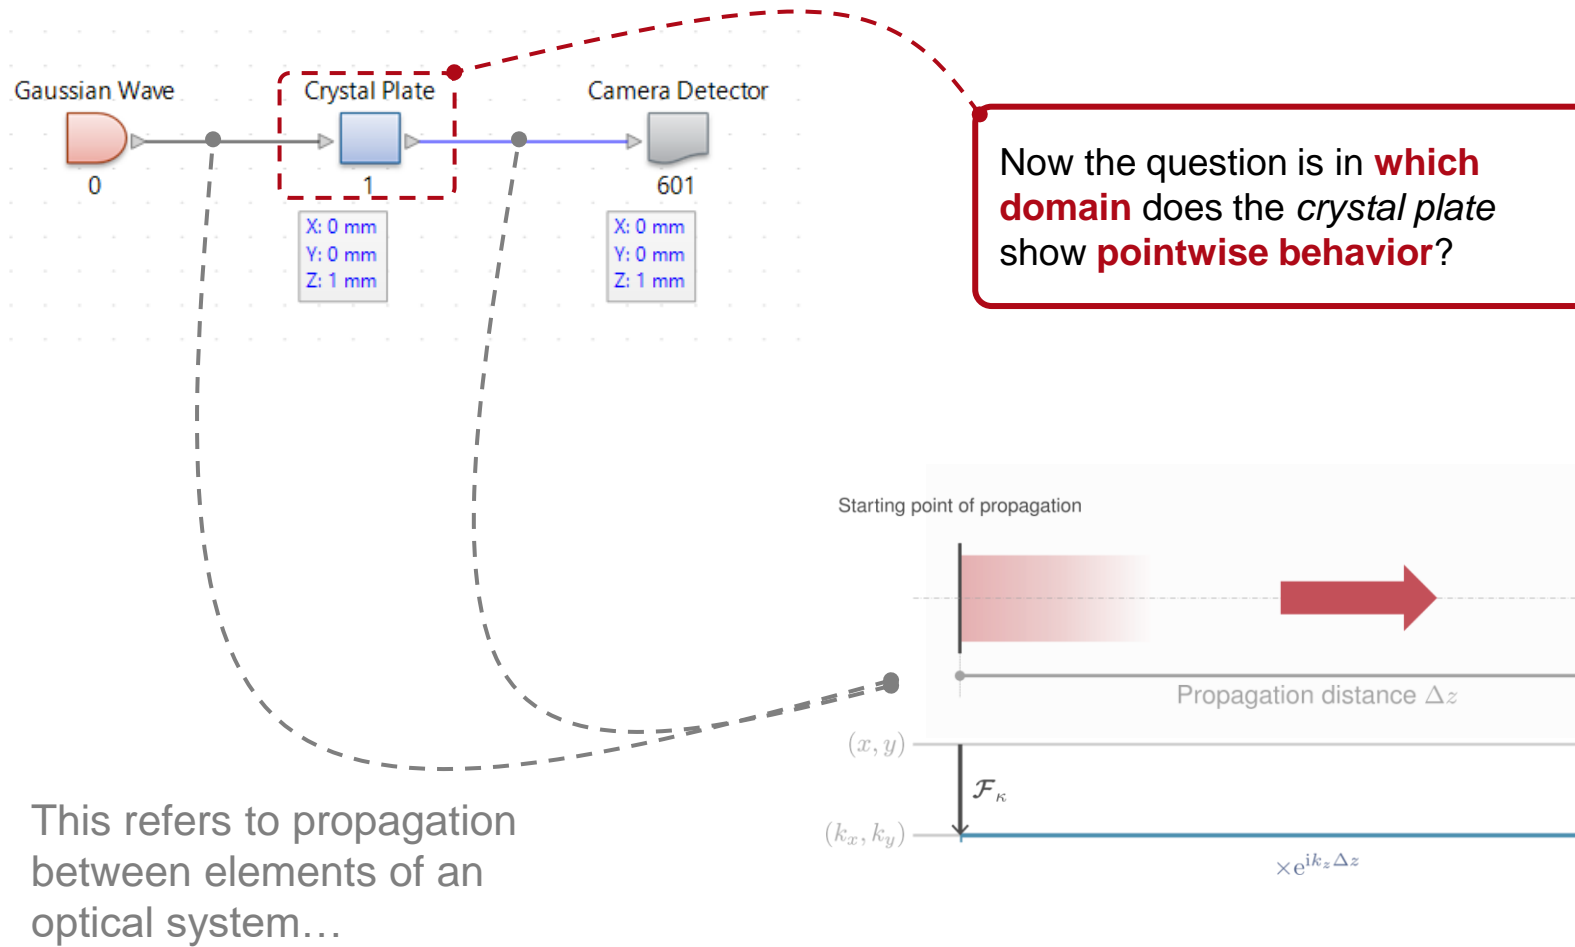 Gaussian Wave
Crystal Plate
Camera Detector
0
1
601
X: 0 mm
Y: 0 mm
Z: 1 mm
X: 0 mm
Y: 0 mm
Z: 1 mm
Now the question is in which
domain does the crystal plate
show pointwise behavior?
Starting point of propagation
Propagation distance Δz
(x, y)
ℱ_κ
(k_x, k_y)
×e^{ik_zΔz}
This refers to propagation
between elements of an
optical system…